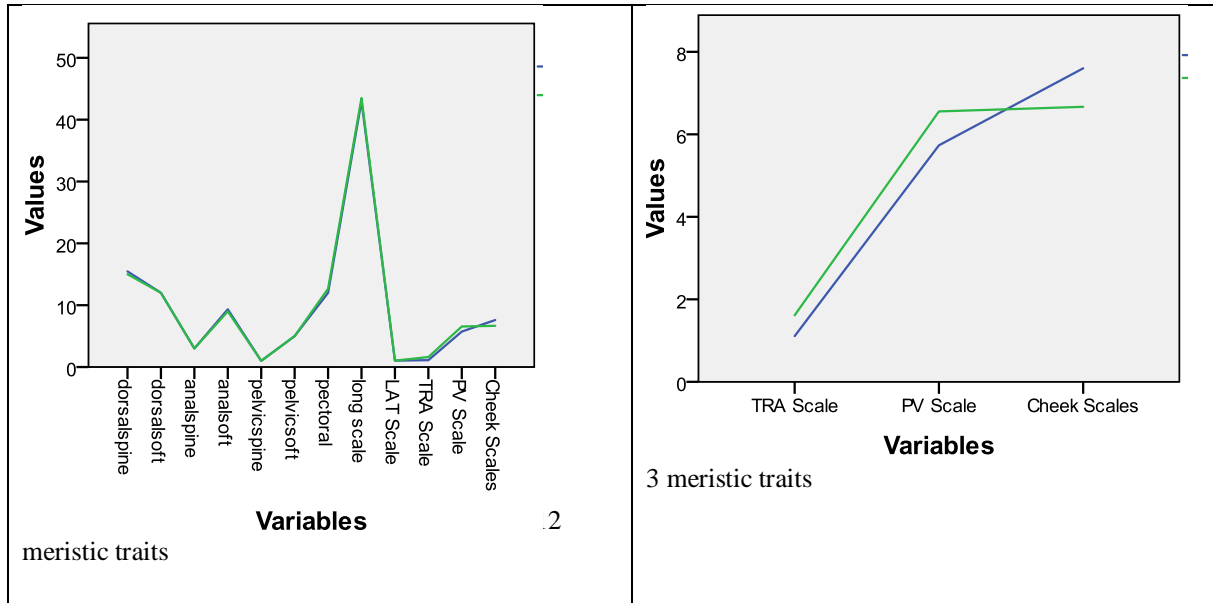 50
40
30
20
10
0
Values
dorsalspine
dorsalsoft
analspine
analsoft
pelvicspine
pelvicsoft
pectoral
long scale
LAT Scale
TRA Scale
PV Scale
Cheek Scales
Variables
.2
meristic traits
8
6
4
2
0
Values
TRA Scale
PV Scale
Cheek Scales
Variables
3 meristic traits